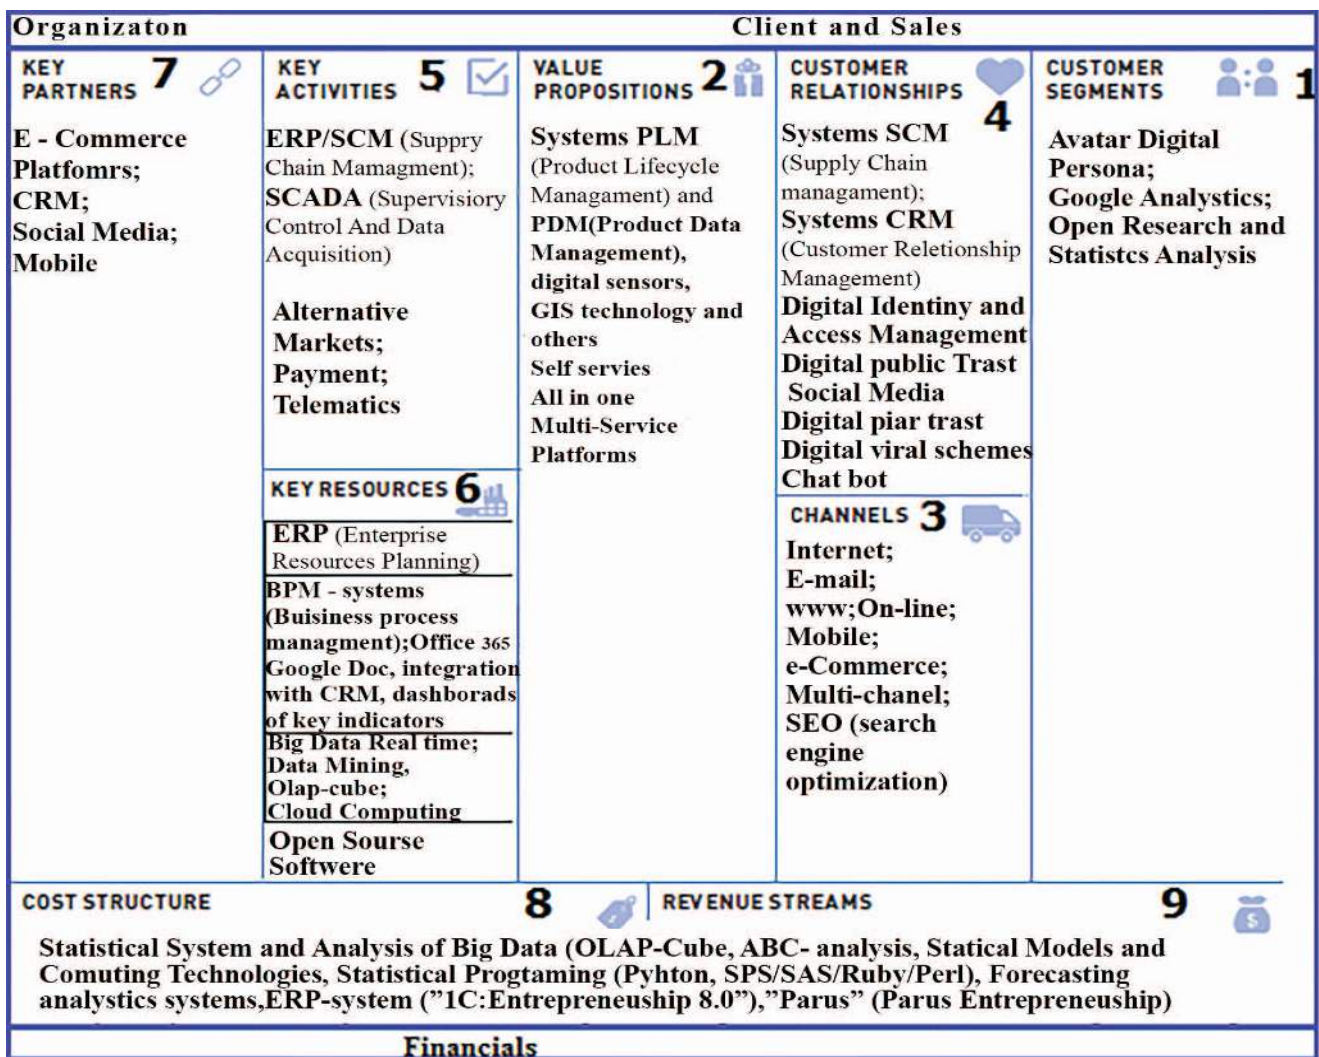 Organizaton
Client and Sales
KEY
PARTNERS 7
E - Commerce
Platfomrs;
CRM;
Social Media;
Mobile
KEY
ACTIVITIES 5
ERP/SCM (Suppry
Chain Mamagment);
SCADA (Supervisiory
Control And Data
Acquisition)
Alternative
Markets;
Payment;
Telematics
KEY RESOURCES 6
ERP (Enterprise
Resources Planning)
BPM - systems
(Buisiness process
managment);Office 365
Google Doc, integration
with CRM, dashborads
of key indicators
Big Data Real time;
Data Mining,
Olap-cube;
Cloud Computing
Open Sourse
Softwere
VALUE
PROPOSITIONS 2
Systems PLM
(Product Lifecycle
Managament) and
PDM(Product Data
Management),
digital sensors,
GIS technology and
others
Self servies
All in one
Multi-Service
Platforms
CUSTOMER
RELATIONSHIPS
4
Systems SCM
(Supply Chain
managament);
Systems CRM
(Customer Reletionship
Management)
Digital Identiny and
Access Management
Digital public Trast
Social Media
Digital piar trast
Digital viral schemes
Chat bot
CHANNELS 3
Internet;
E-mail;
www;On-line;
Mobile;
e-Commerce;
Multi-chanel;
SEO (search
engine
optimization)
CUSTOMER
SEGMENTS 1
Avatar Digital
Persona;
Google Analystics;
Open Research and
Statistcs Analysis
COST STRUCTURE 8
REVENUE STREAMS 9
$
Statistical System and Analysis of Big Data (OLAP-Cube, ABC- analysis, Statical Models and
Comuting Technologies, Statistical Progtaming (Pyhton, SPS/SAS/Ruby/Perl), Forecasting
analystics systems,ERP-system ("1C:Entrepreneuship 8.0"),"Parus" (Parus Entrepreneuship)
Financials